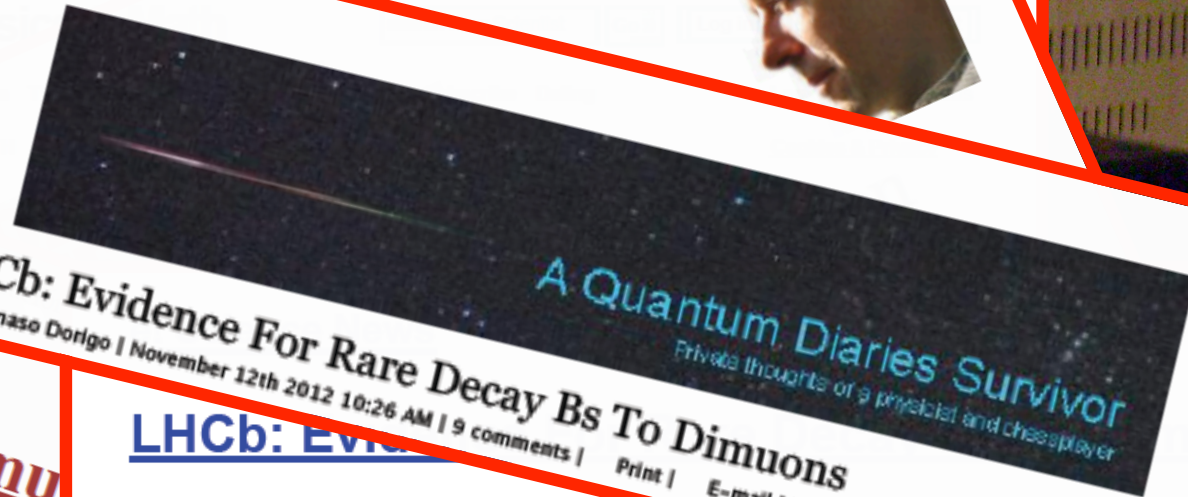 A Quantum Diaries Survivor
Private thoughts of a physicist and chessplayer
Cb: Evidence For Rare Decay Bs To Dimuons
maso Dorigo | November 12th 2012 10:26 AM | 9 comments | Print |
LHCb:
mu